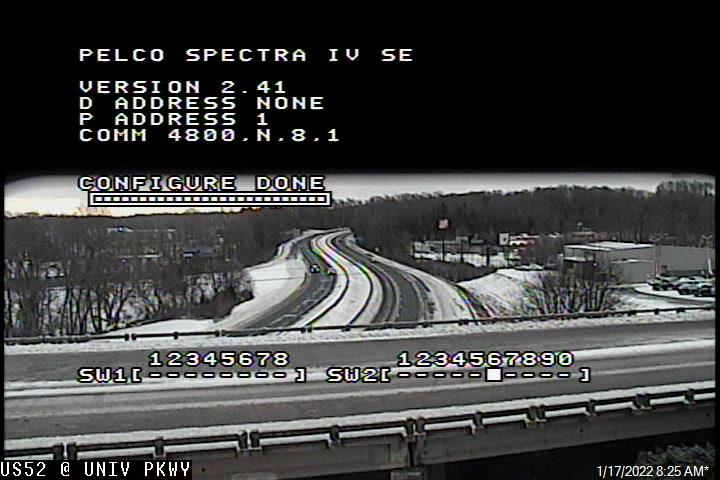 PELCO SPECTRA IV SE
VERSION 2.41
D ADDRESS NONE
P ADDRESS 1
COMM 4800,N,8,1
CONFIGURE DONE
12345678 1234567890
SW1[--------] SW2[-----■----]
US52 @ UNIV PKWY
1/17/2022 8:25 AM*